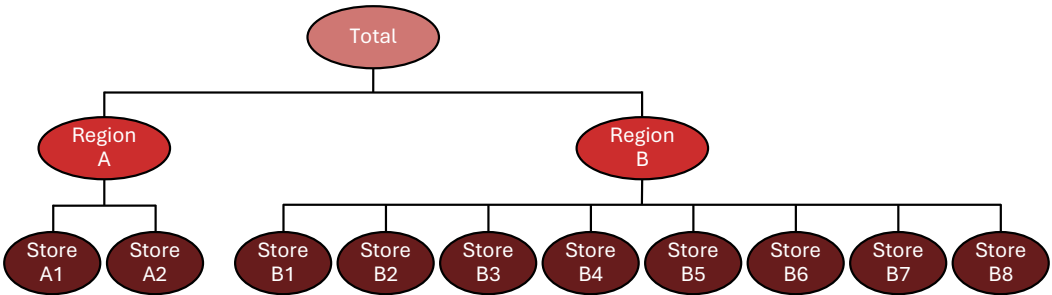 Total
Region
A
Region
B
Store
A1
Store
A2
Store
B1
Store
B2
Store
B3
Store
B4
Store
B5
Store
B6
Store
B7
Store
B8